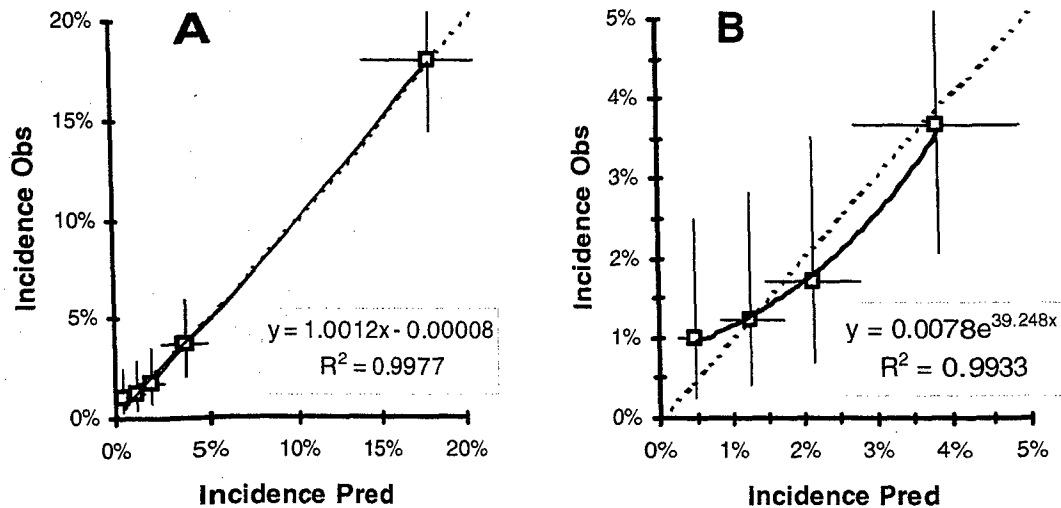 A
20%
15%
10%
5%
0%
Incidence Obs
y = 1.0012x - 0.00008
R² = 0.9977
0% 5% 10% 15% 20%
Incidence Pred
B
5%
4%
3%
2%
1%
0%
Incidence Obs
y = 0.0078e^39.248x
R² = 0.9933
0% 1% 2% 3% 4% 5%
Incidence Pred